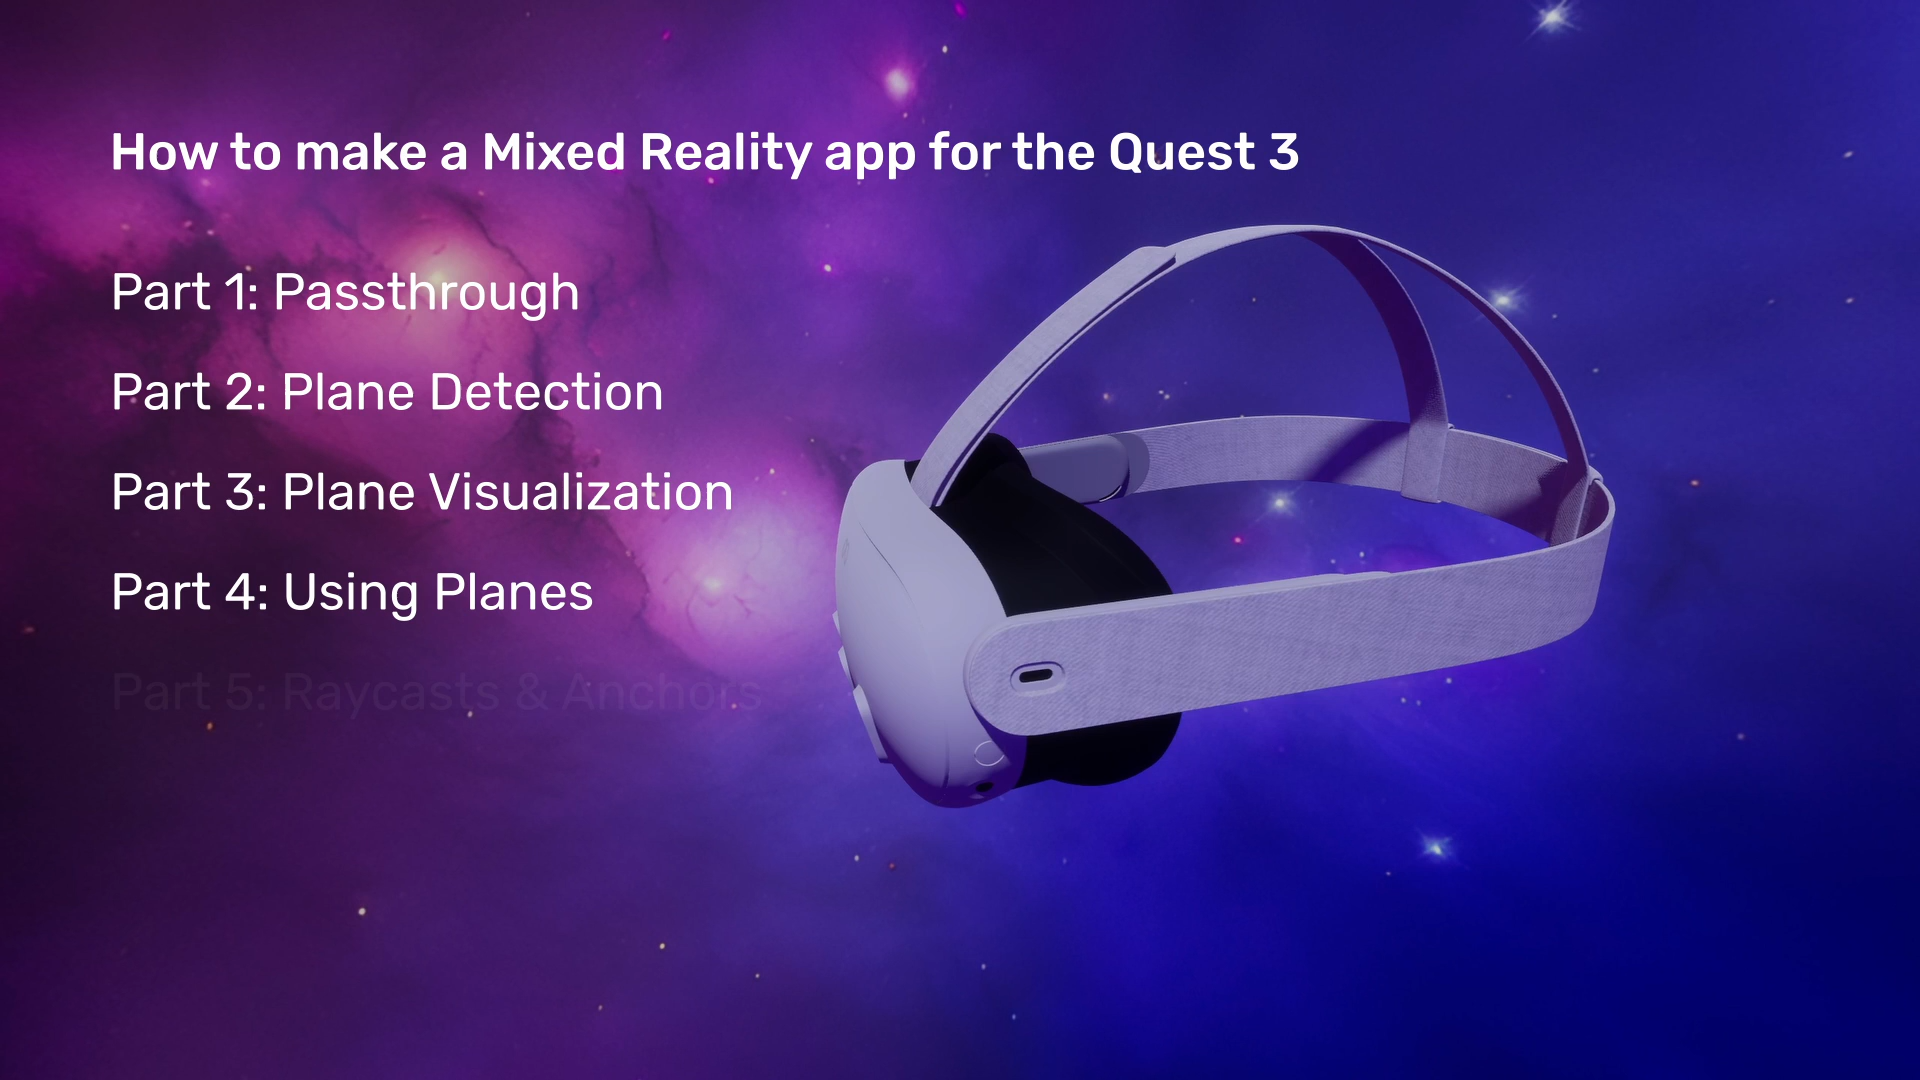 How to make a Mixed Reality app for the Quest 3
Part 1: Passthrough
Part 2: Plane Detection
Part 3: Plane Visualization
Part 4: Using Planes
Part 5: Raycasts & Anchors